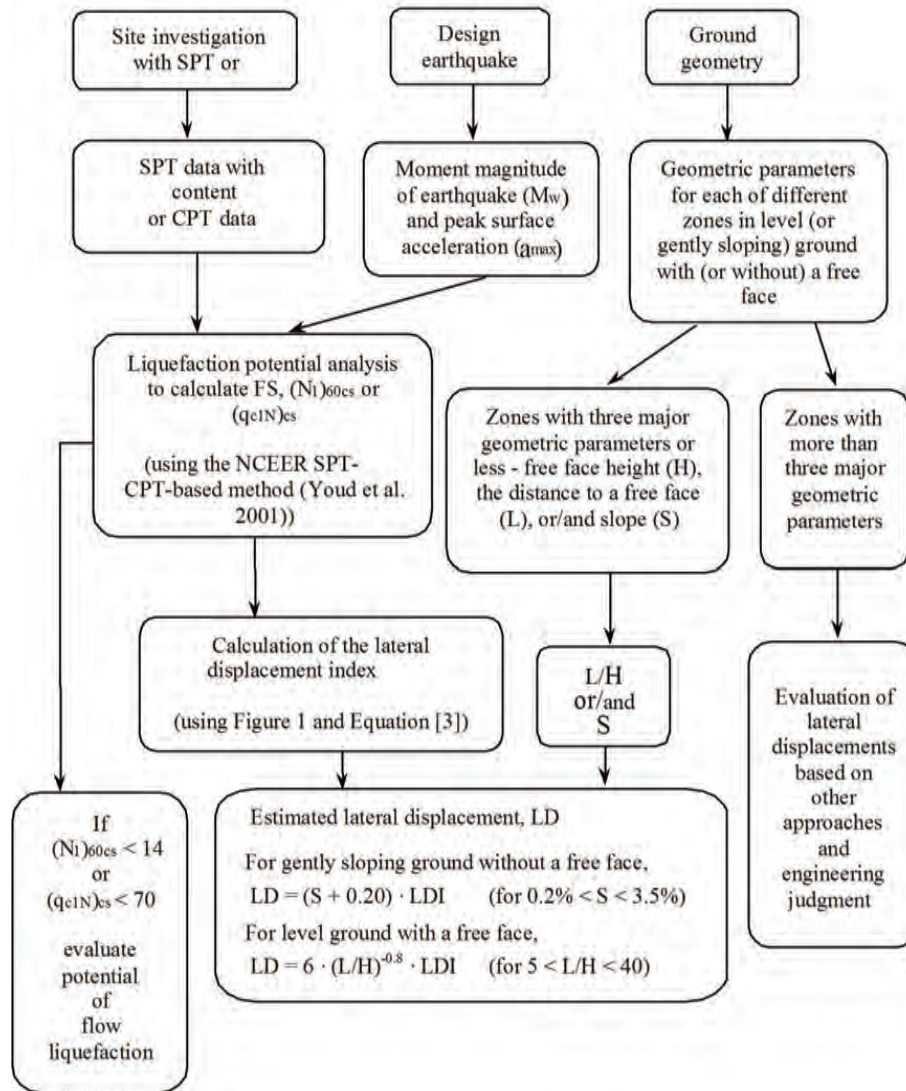 Site investigation
with SPT or
Design
earthquake
Ground
geometry
SPT data with
content
or CPT data
Moment magnitude
of earthquake (Mw)
and peak surface
acceleration (amax)
Geometric parameters
for each of different
zones in level (or
gently sloping) ground
with (or without) a free
face
Liquefaction potential analysis
to calculate FS, (N1)60cs or
(qc1N)cs
(using the NCEER SPT-
CPT-based method (Youd et al.
2001))
Zones with three major
geometric parameters or
less - free face height (H),
the distance to a free face
(L), or/and slope (S)
Zones with
more than
three major
geometric
parameters
Calculation of the lateral
displacement index
(using Figure 1 and Equation [3])
L/H
or/and
S
Evaluation of
lateral
displacements
based on
other
approaches
and
engineering
judgment
If
(N1)60cs < 14
or
(qc1N)cs < 70
evaluate
potential
of
flow
liquefaction
Estimated lateral displacement, LD
For gently sloping ground without a free face,
LD = (S + 0.20) · LDI (for 0.2% < S < 3.5%)
For level ground with a free face,
LD = 6 · (L/H)^-0.8 · LDI (for 5 < L/H < 40)